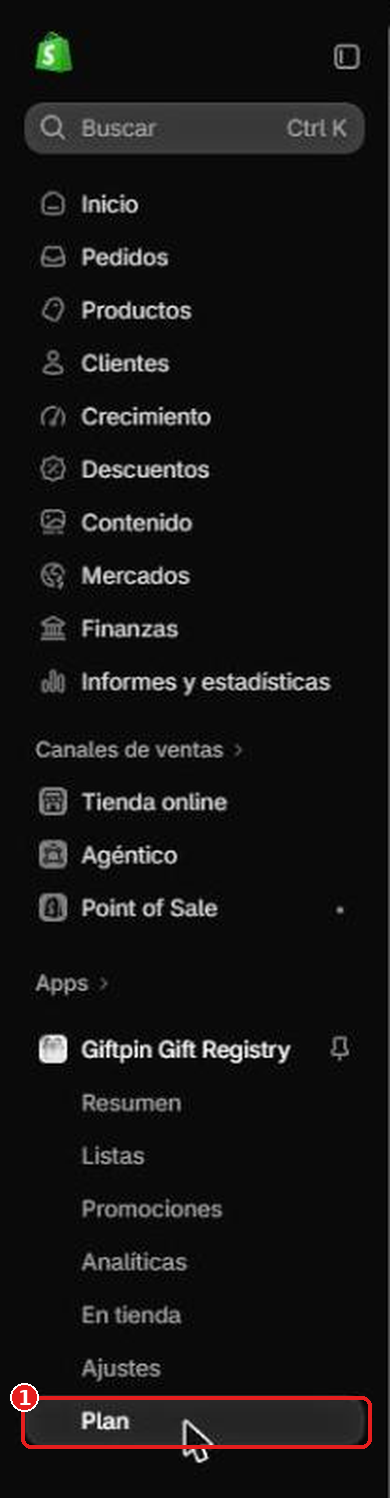 Buscar Ctrl K
Inicio
Pedidos
Productos
Clientes
Crecimiento
Descuentos
Contenido
Mercados
Finanzas
Informes y estadísticas
Canales de ventas >
Tienda online
Agéntico
Point of Sale
Apps >
Giftpin Gift Registry
Resumen
Listas
Promociones
Analíticas
En tienda
Ajustes
1
Plan